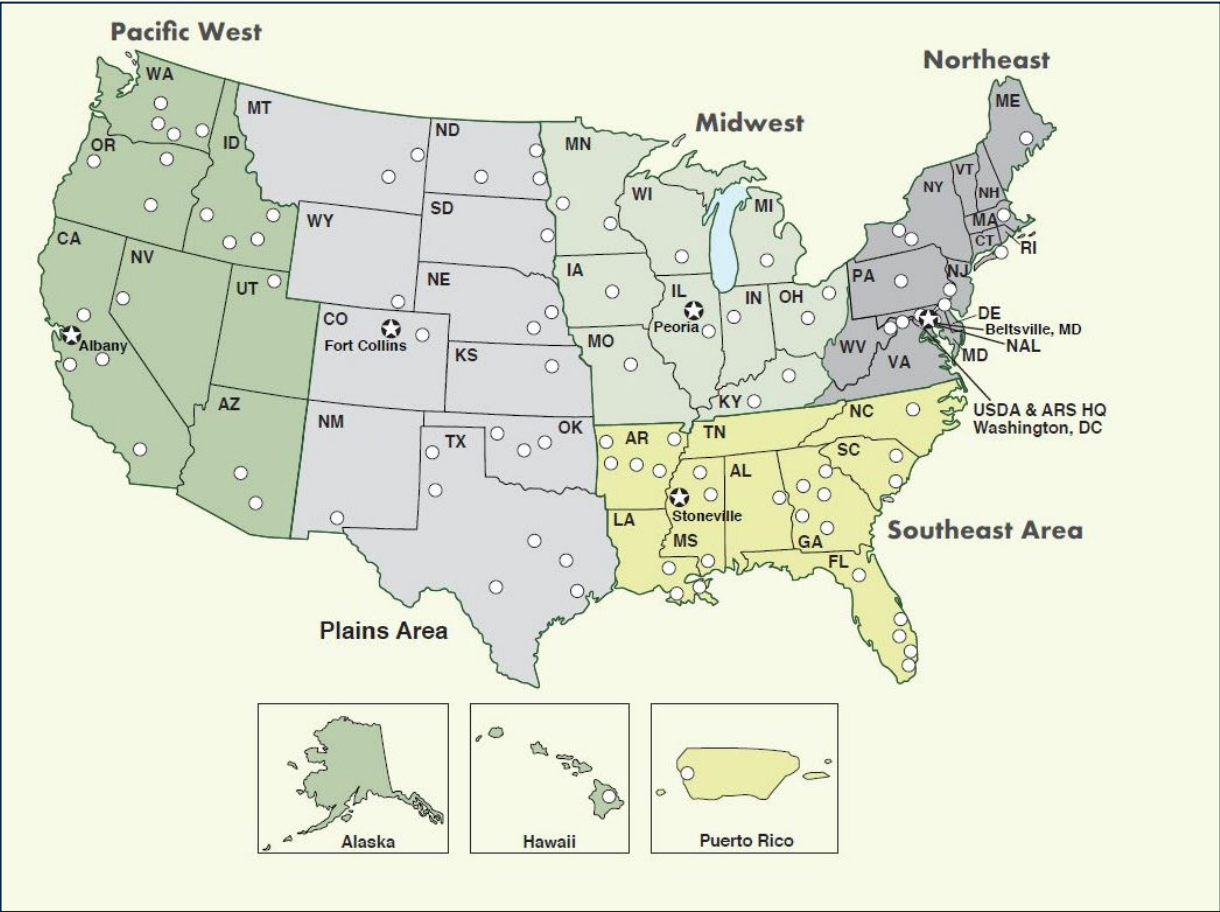 Pacific West
Northeast
Midwest
WA
MT
ND
MN
ME
OR
ID
WI
MI
NY
VT
NH
MA
CT
RI
SD
WY
CA
NV
UT
NE
IA
IL
IN
OH
PA
NJ
CO
Fort Collins
Peoria
DE
Beltsville, MD
NAL
MD
Albany
KS
MO
WV
VA
KY
USDA & ARS HQ
Washington, DC
AZ
NM
TX
OK
AR
TN
NC
SC
AL
Stoneville
LA
MS
GA
FL
Southeast Area
Plains Area
Alaska
Hawaii
Puerto Rico